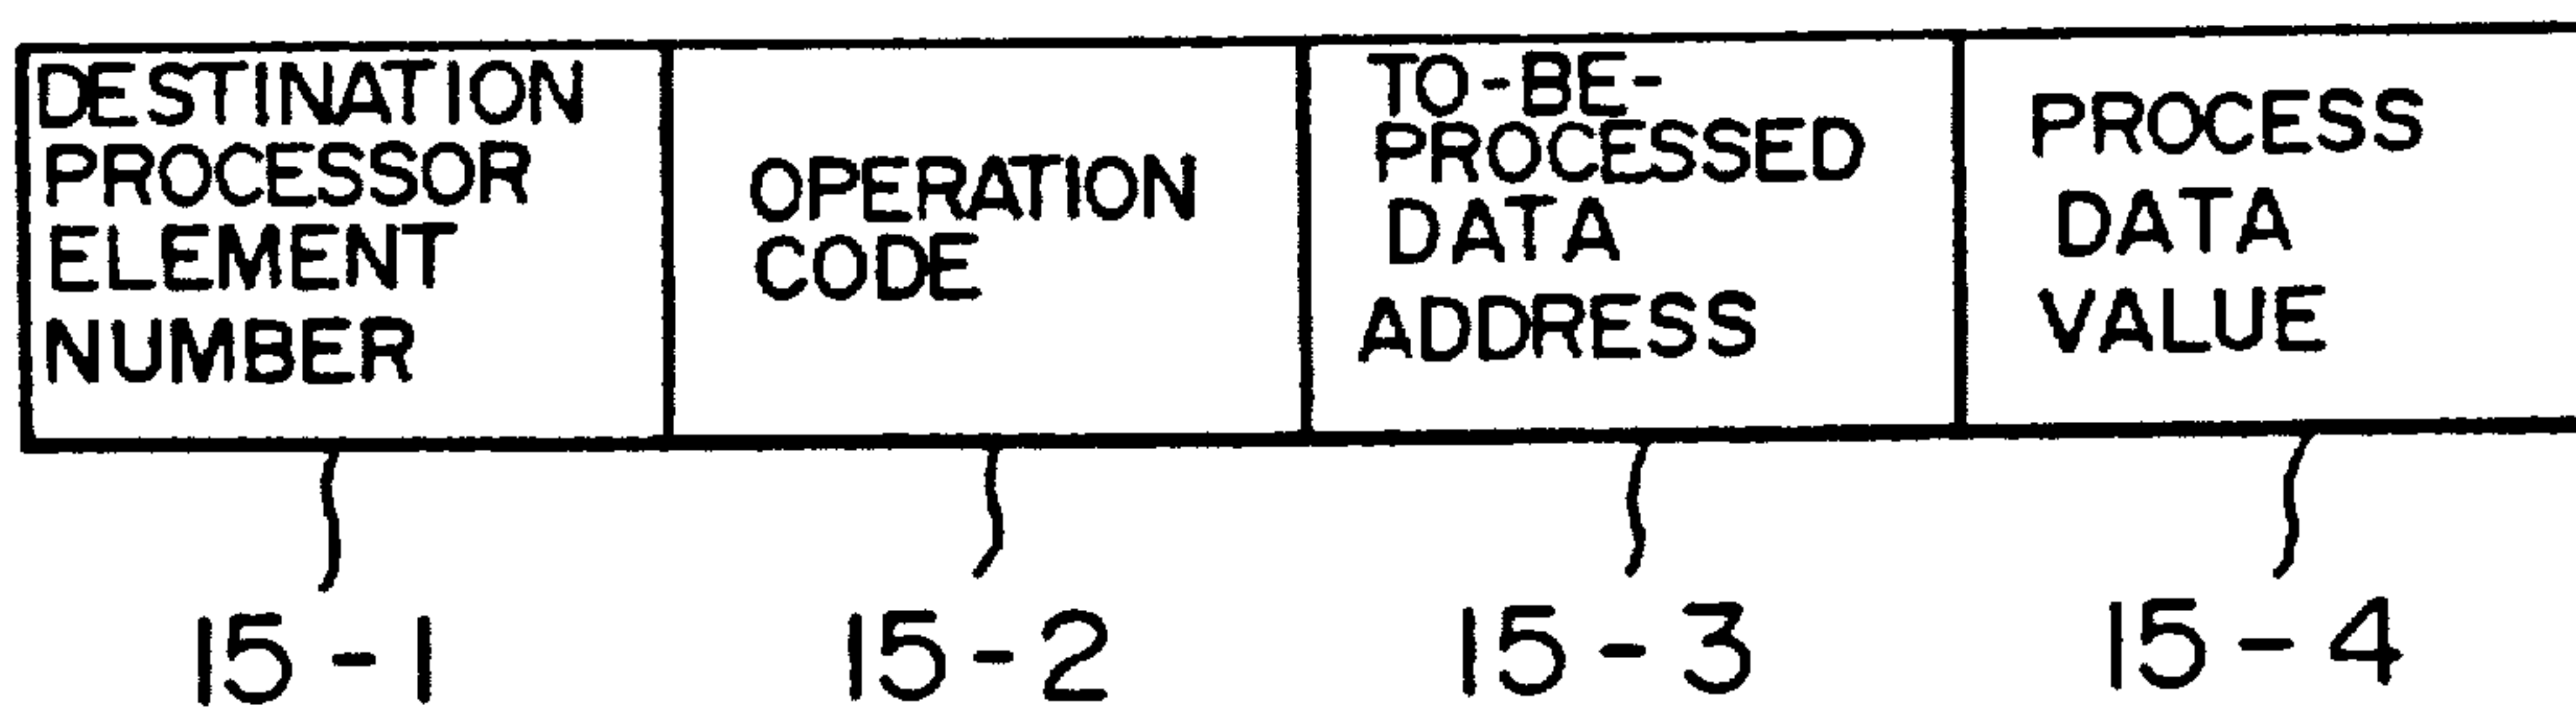 DESTINATION
PROCESSOR
ELEMENT
NUMBER
OPERATION
CODE
TO-BE-
PROCESSED
DATA
ADDRESS
PROCESS
DATA
VALUE
15-1
15-2
15-3
15-4